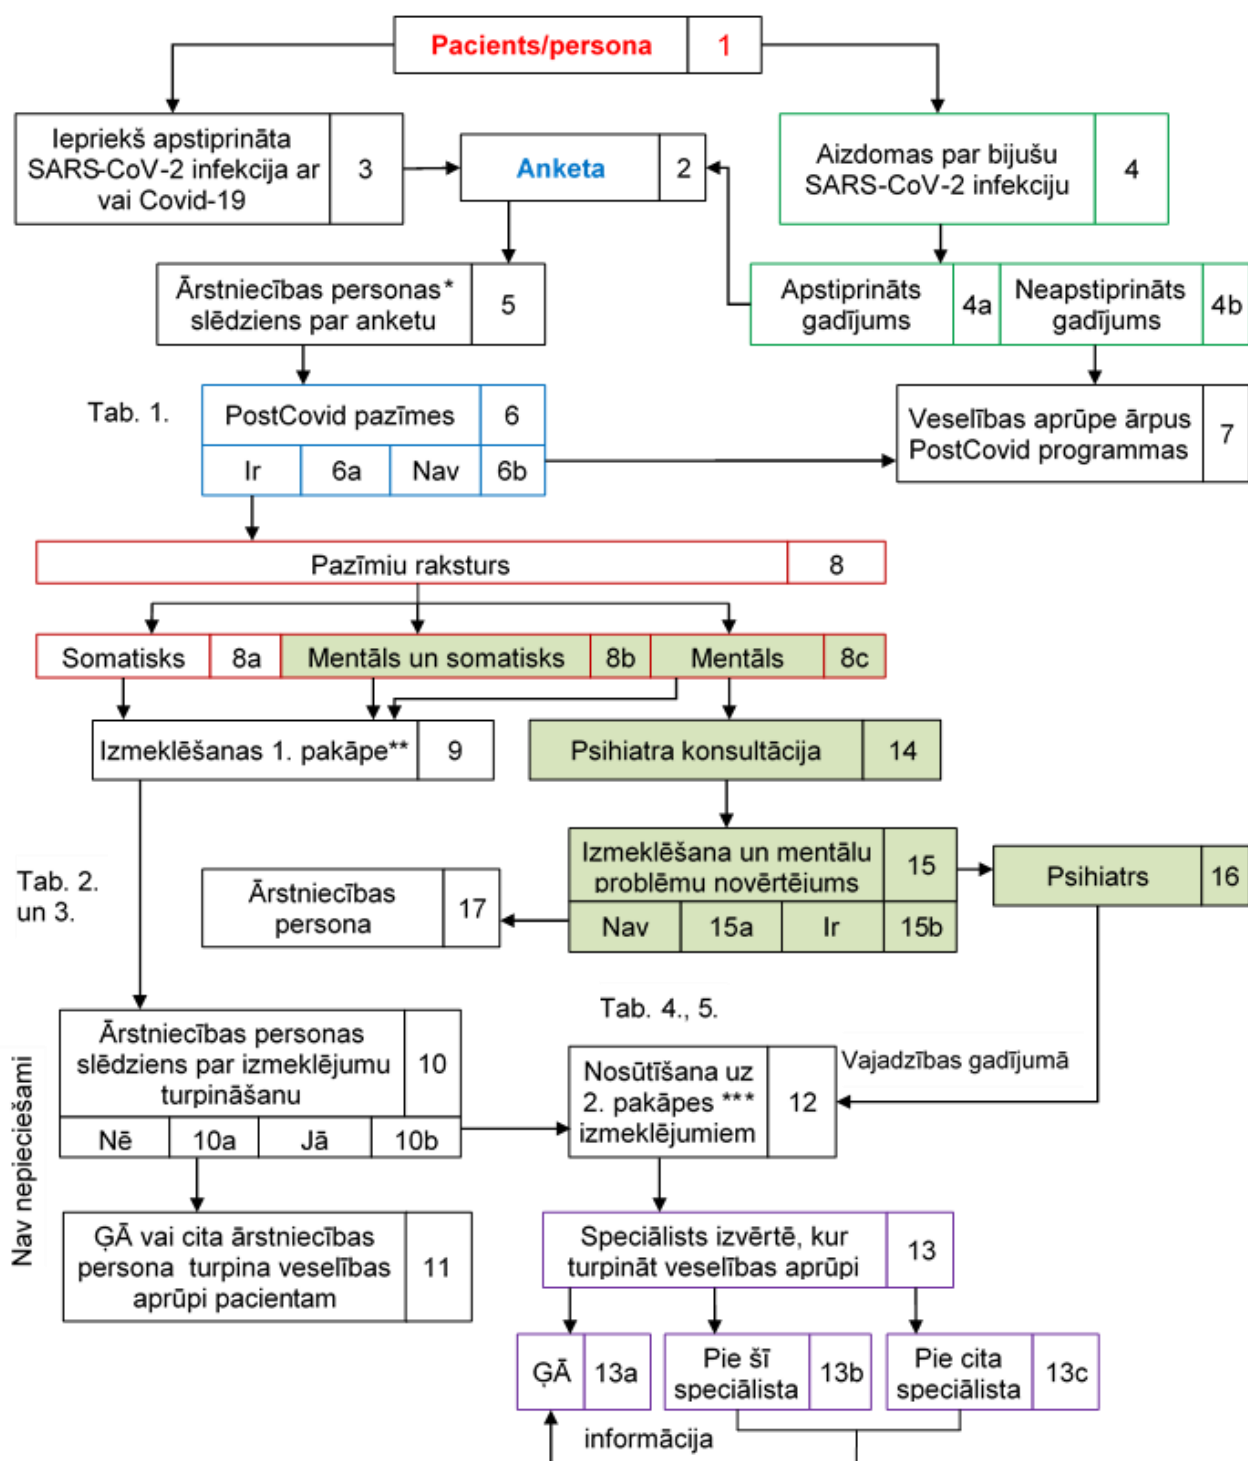 Pacients/persona 1
Iepriekš apstiprināta
SARS-CoV-2 infekcija ar
vai Covid-19
3
Anketa 2
Aizdomas par bijušu
SARS-CoV-2 infekciju
4
Ārstniecības personas*
slēdziens par anketu
5
Apstiprināts
gadījums
4a
Neapstiprināts
gadījums
4b
Tab. 1.
PostCovid pazīmes 6
Ir 6a Nav 6b
Veselības aprūpe ārpus
PostCovid programmas
7
Pazīmju raksturs 8
Somatisks 8a Mentāls un somatisks 8b Mentāls 8c
Izmeklēšanas 1. pakāpe** 9
Psihiatra konsultācija 14
Izmeklēšana un mentālu
problēmu novērtējums
15
Nav 15a Ir 15b
Psihiatrs 16
Tab. 2.
un 3.
Ārstniecības
persona
17
Tab. 4., 5.
Ārstniecības personas
slēdziens par izmeklējumu
turpināšanu
10
Nē 10a Jā 10b
Nosūtīšana uz
2. pakāpes ***
izmeklējumiem
12
Vajadzības gadījumā
Nav nepieciešami
ĢĀ vai cita ārstniecības
persona turpina veselības
aprūpi pacientam
11
Speciālists izvērtē, kur
turpināt veselības aprūpi
13
ĢĀ 13a
Pie šī
speciālista
13b
Pie cita
speciālista
13c
informācija